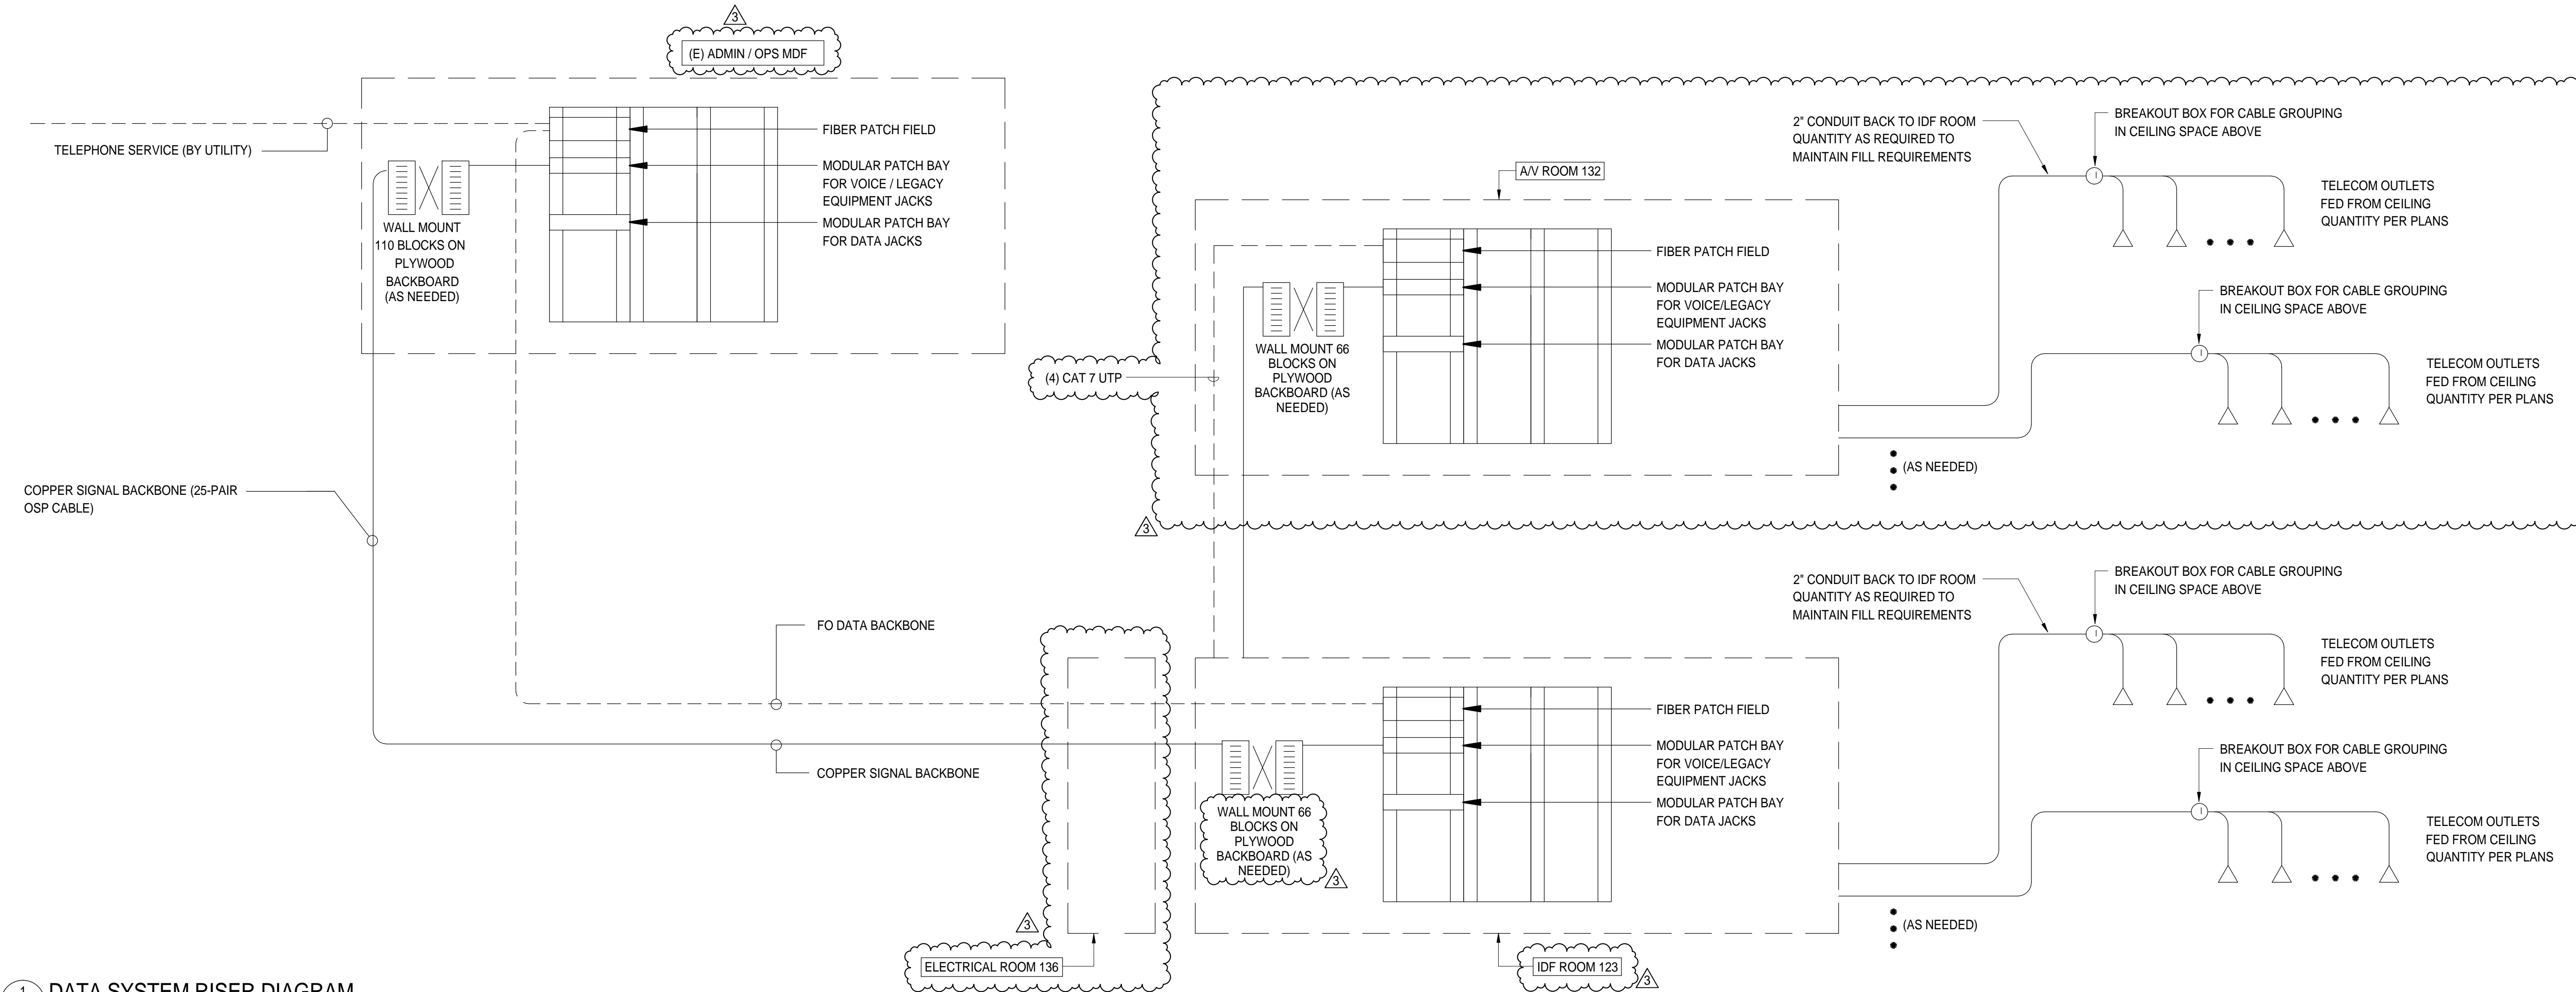 3
(E) ADMIN / OPS MDF
TELEPHONE SERVICE (BY UTILITY)
FIBER PATCH FIELD
MODULAR PATCH BAY
FOR VOICE / LEGACY
EQUIPMENT JACKS
MODULAR PATCH BAY
FOR DATA JACKS
WALL MOUNT
110 BLOCKS ON
PLYWOOD
BACKBOARD
(AS NEEDED)
COPPER SIGNAL BACKBONE (25-PAIR
OSP CABLE)
A/V ROOM 132
FIBER PATCH FIELD
MODULAR PATCH BAY
FOR VOICE/LEGACY
EQUIPMENT JACKS
MODULAR PATCH BAY
FOR DATA JACKS
WALL MOUNT 66
BLOCKS ON
PLYWOOD
BACKBOARD (AS
NEEDED)
(4) CAT 7 UTP
3
2" CONDUIT BACK TO IDF ROOM
QUANTITY AS REQUIRED TO
MAINTAIN FILL REQUIREMENTS
BREAKOUT BOX FOR CABLE GROUPING
IN CEILING SPACE ABOVE
TELECOM OUTLETS
FED FROM CEILING
QUANTITY PER PLANS
BREAKOUT BOX FOR CABLE GROUPING
IN CEILING SPACE ABOVE
TELECOM OUTLETS
FED FROM CEILING
QUANTITY PER PLANS
(AS NEEDED)
FO DATA BACKBONE
COPPER SIGNAL BACKBONE
3
ELECTRICAL ROOM 136
WALL MOUNT 66
BLOCKS ON
PLYWOOD
BACKBOARD (AS
NEEDED)
3
FIBER PATCH FIELD
MODULAR PATCH BAY
FOR VOICE/LEGACY
EQUIPMENT JACKS
MODULAR PATCH BAY
FOR DATA JACKS
IDF ROOM 123
3
2" CONDUIT BACK TO IDF ROOM
QUANTITY AS REQUIRED TO
MAINTAIN FILL REQUIREMENTS
BREAKOUT BOX FOR CABLE GROUPING
IN CEILING SPACE ABOVE
TELECOM OUTLETS
FED FROM CEILING
QUANTITY PER PLANS
BREAKOUT BOX FOR CABLE GROUPING
IN CEILING SPACE ABOVE
TELECOM OUTLETS
FED FROM CEILING
QUANTITY PER PLANS
(AS NEEDED)
1 DATA SYSTEM RISER DIAGRAM